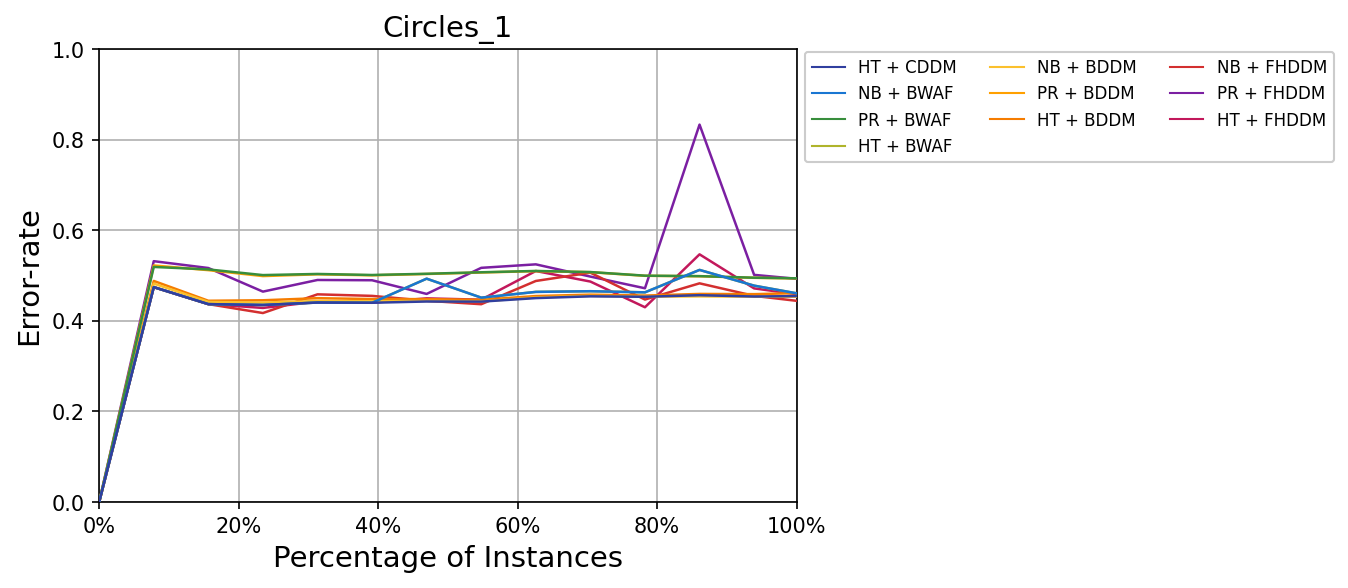 Circles_1
1.0
0.8
0.6
0.4
0.2
0.0
Error-rate
0% 20% 40% 60% 80% 100%
Percentage of Instances
HT + CDDM NB + BDDM NB + FHDDM
NB + BWAF PR + BDDM PR + FHDDM
PR + BWAF HT + BDDM HT + FHDDM
HT + BWAF